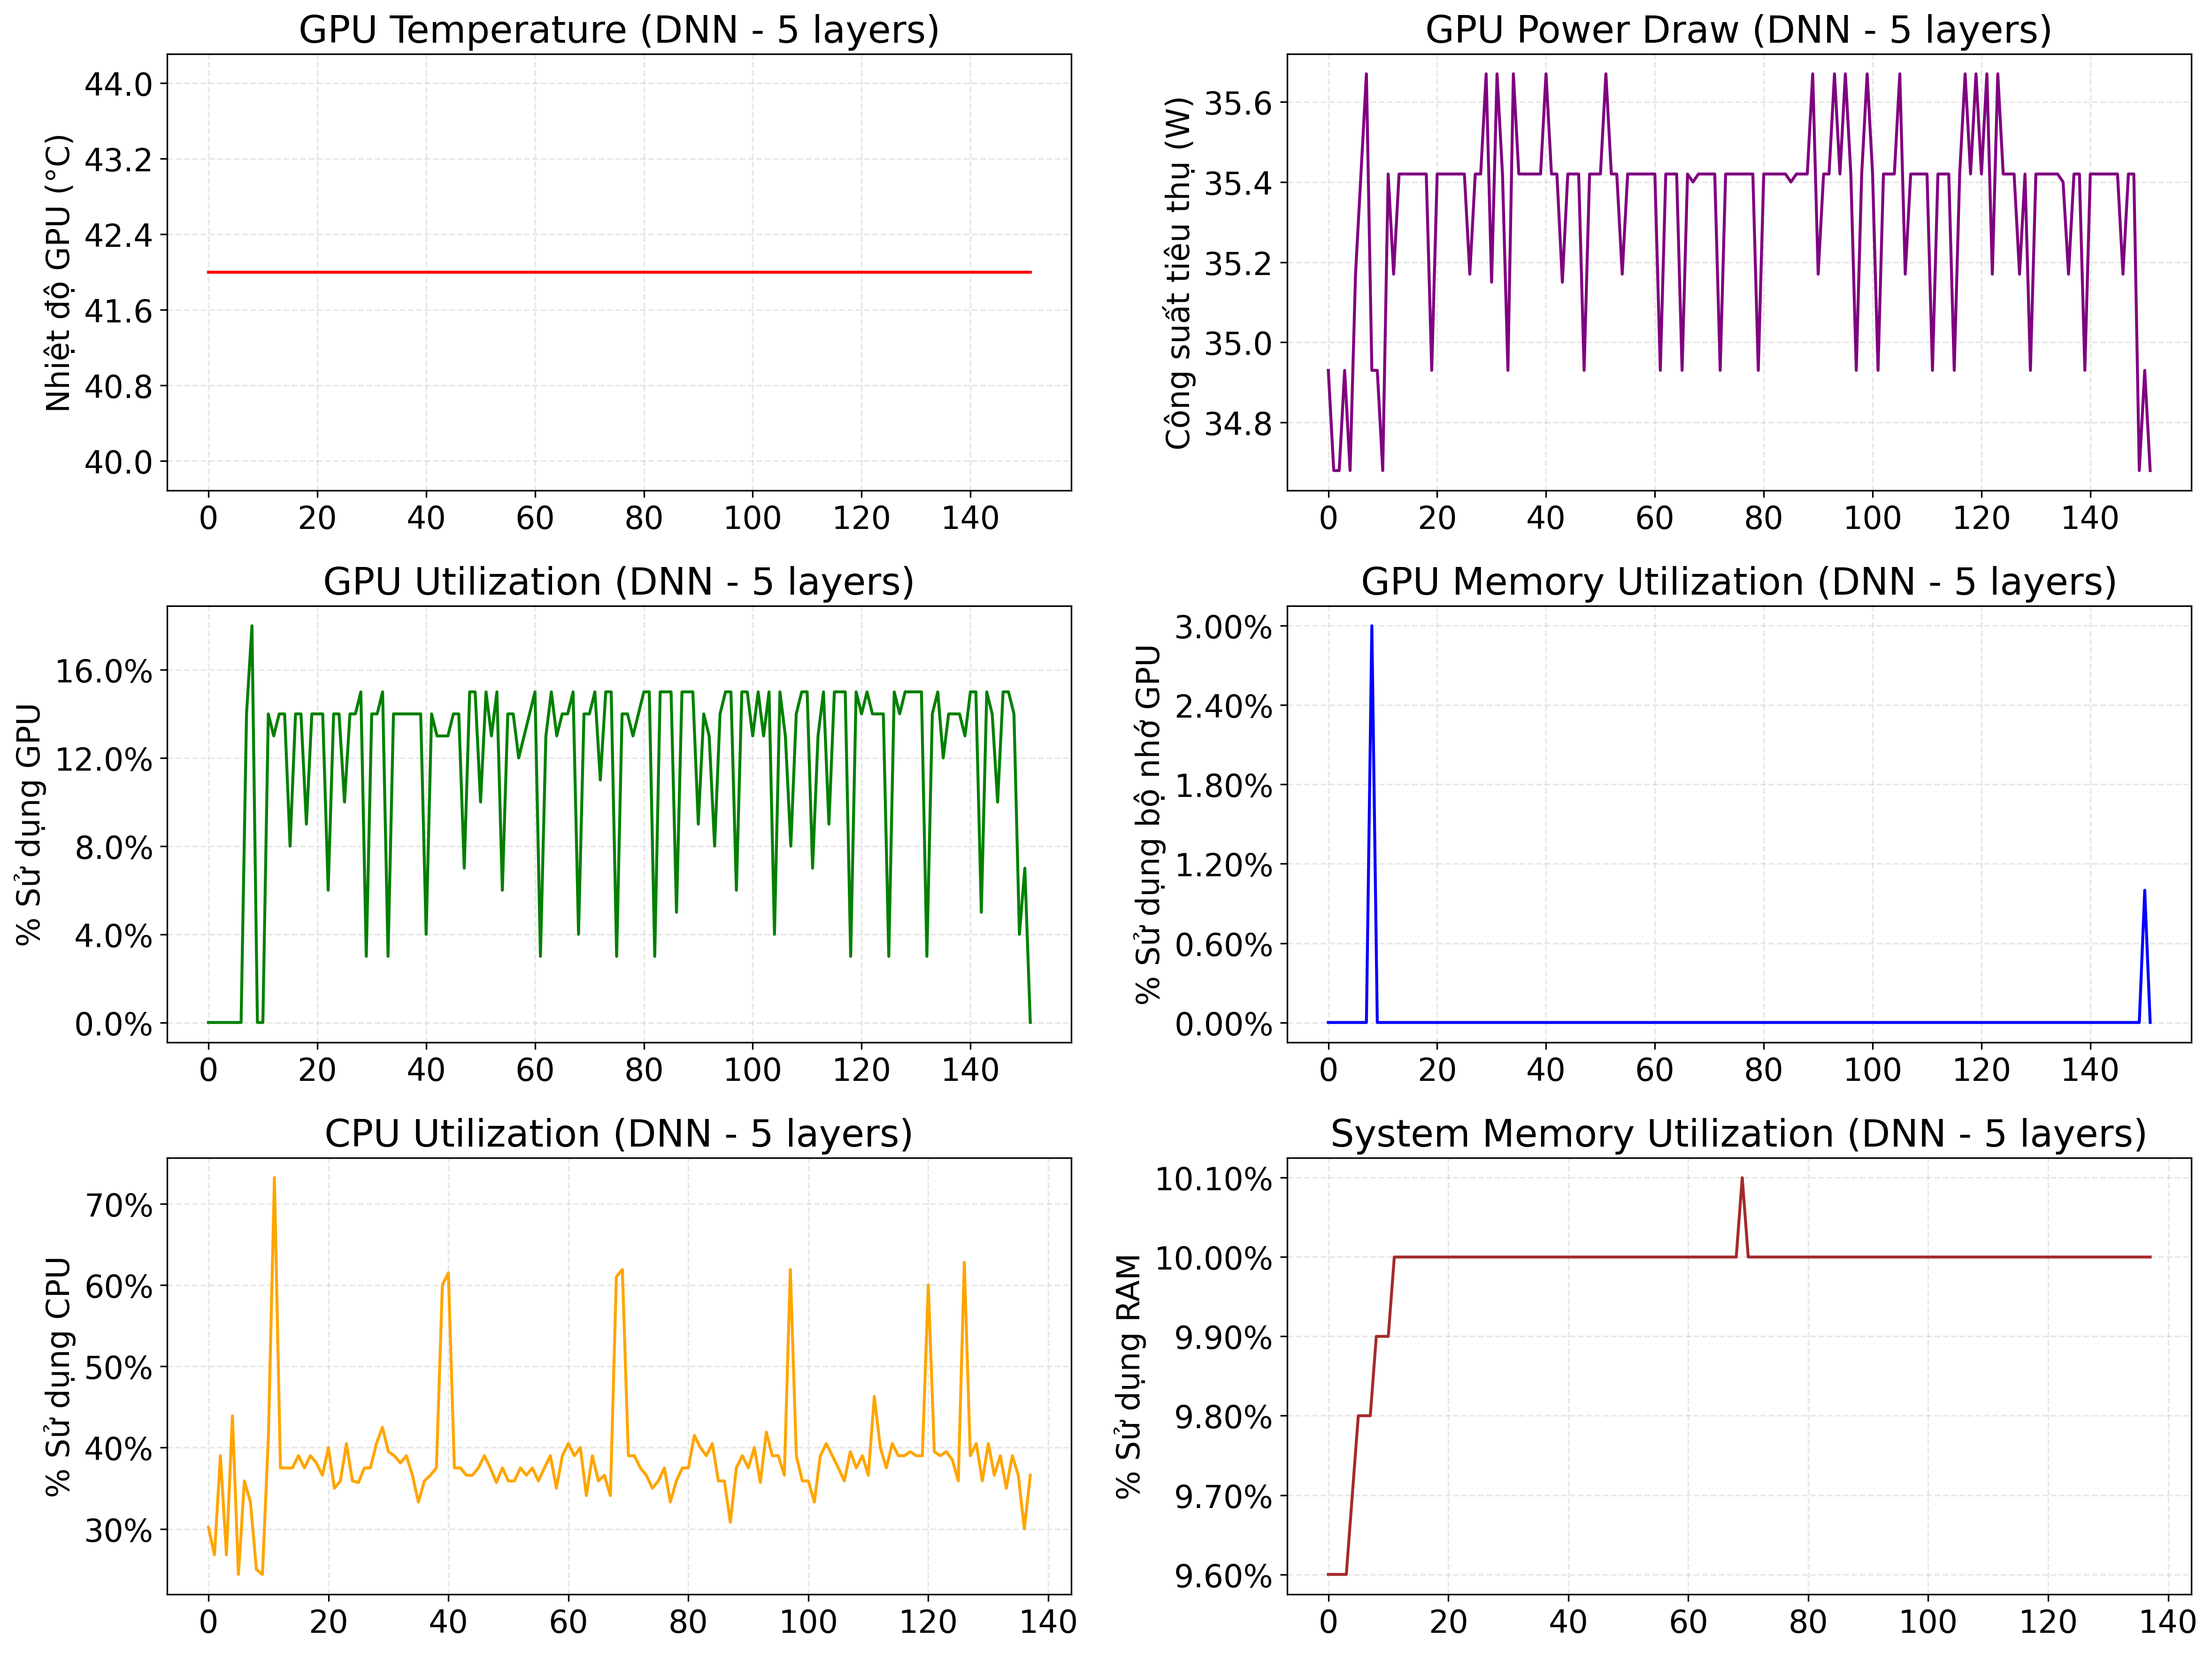 GPU Temperature (DNN - 5 layers)
Nhiệt độ GPU (°C)
44.0
43.2
42.4
41.6
40.8
40.0
0 20 40 60 80 100 120 140
GPU Power Draw (DNN - 5 layers)
Công suất tiêu thụ (W)
35.6
35.4
35.2
35.0
34.8
0 20 40 60 80 100 120 140
GPU Utilization (DNN - 5 layers)
% Sử dụng GPU
16.0%
12.0%
8.0%
4.0%
0.0%
0 20 40 60 80 100 120 140
GPU Memory Utilization (DNN - 5 layers)
% Sử dụng bộ nhớ GPU
3.00%
2.40%
1.80%
1.20%
0.60%
0.00%
0 20 40 60 80 100 120 140
CPU Utilization (DNN - 5 layers)
% Sử dụng CPU
70%
60%
50%
40%
30%
0 20 40 60 80 100 120 140
System Memory Utilization (DNN - 5 layers)
% Sử dụng RAM
10.10%
10.00%
9.90%
9.80%
9.70%
9.60%
0 20 40 60 80 100 120 140